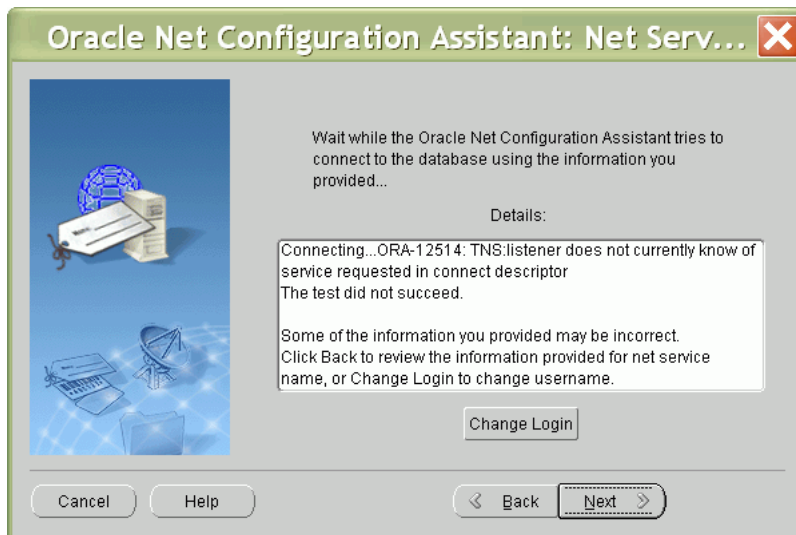 Oracle Net Configuration Assistant: Net Serv...
Wait while the Oracle Net Configuration Assistant tries to
connect to the database using the information you
provided...
Details:
Connecting...ORA-12514: TNS:listener does not currently know of
service requested in connect descriptor
The test did not succeed.
Some of the information you provided may be incorrect.
Click Back to review the information provided for net service
name, or Change Login to change username.
Change Login
Cancel
Help
Back
Next